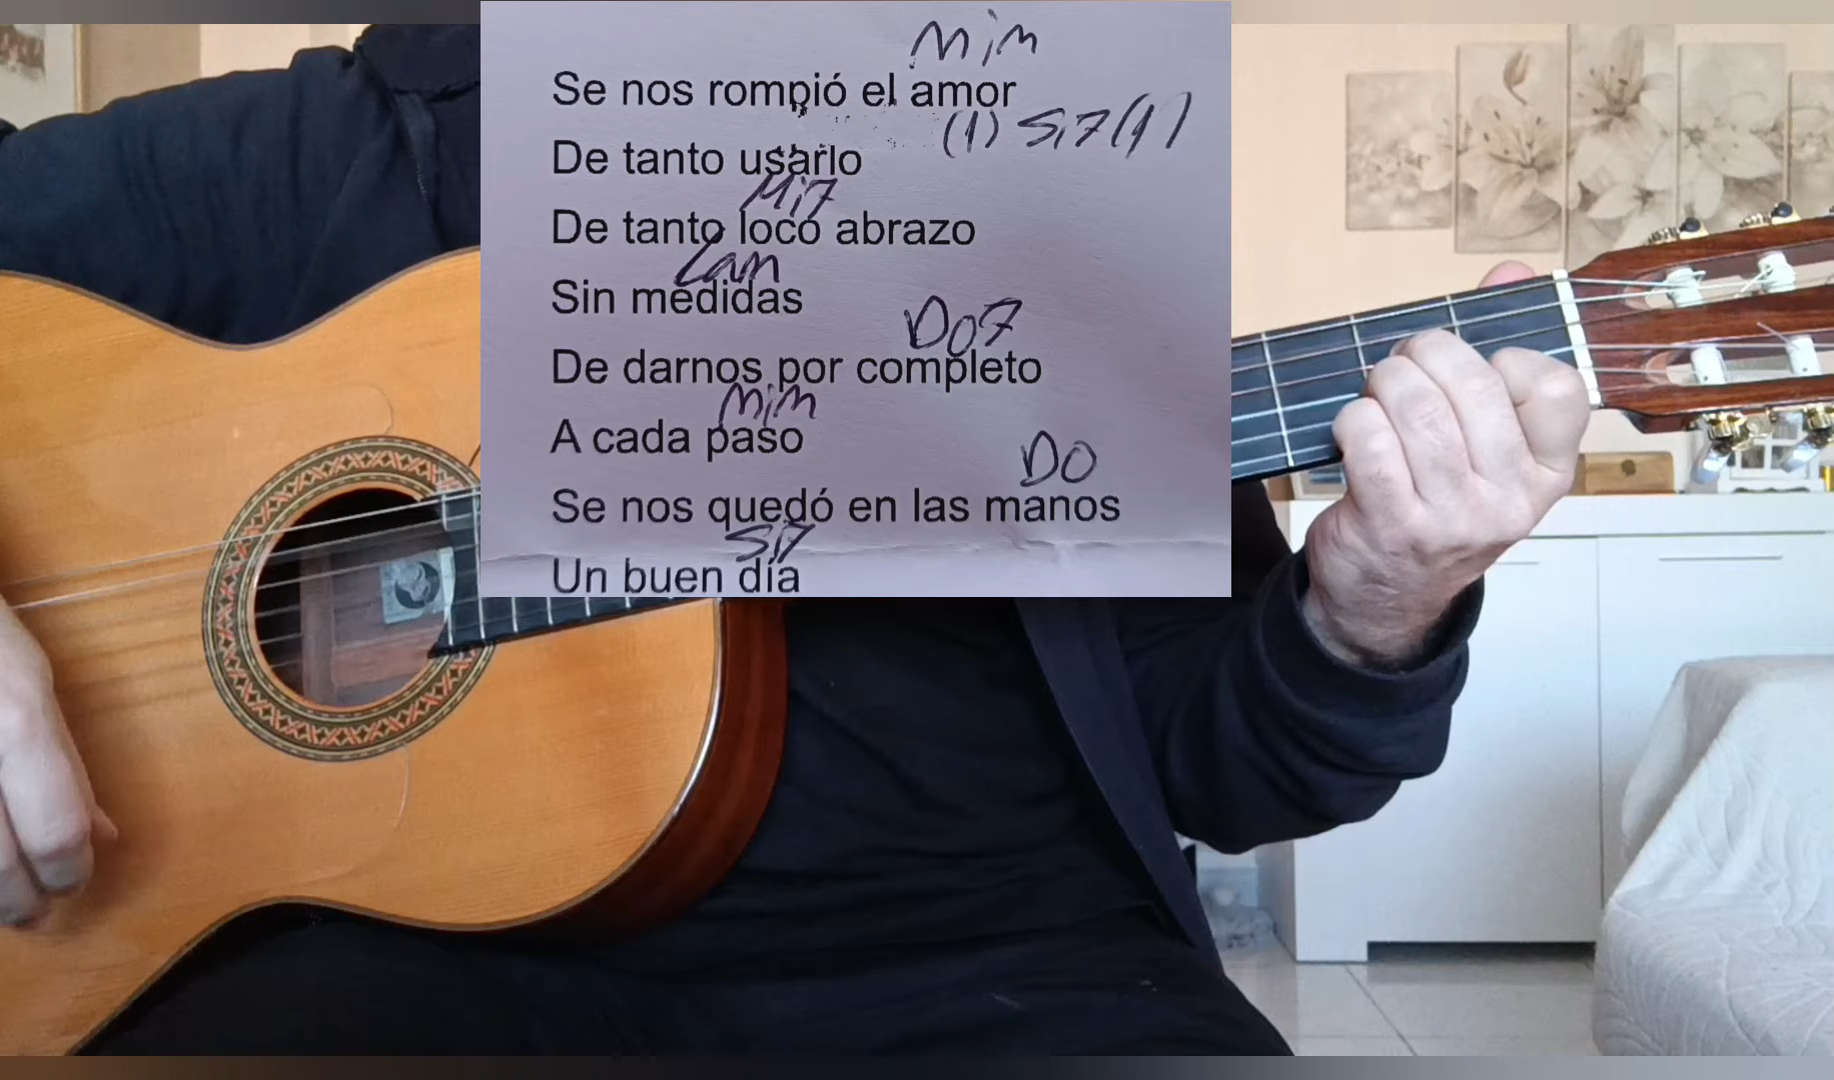 Mim
Se nos rompió el amor
(1) Si7 (1)
De tanto usarlo
Mi7
De tanto loco abrazo
Lam
Sin medidas
Do7
De darnos por completo
Mim
A cada paso
DO
Se nos quedó en las manos
Si7
Un buen día